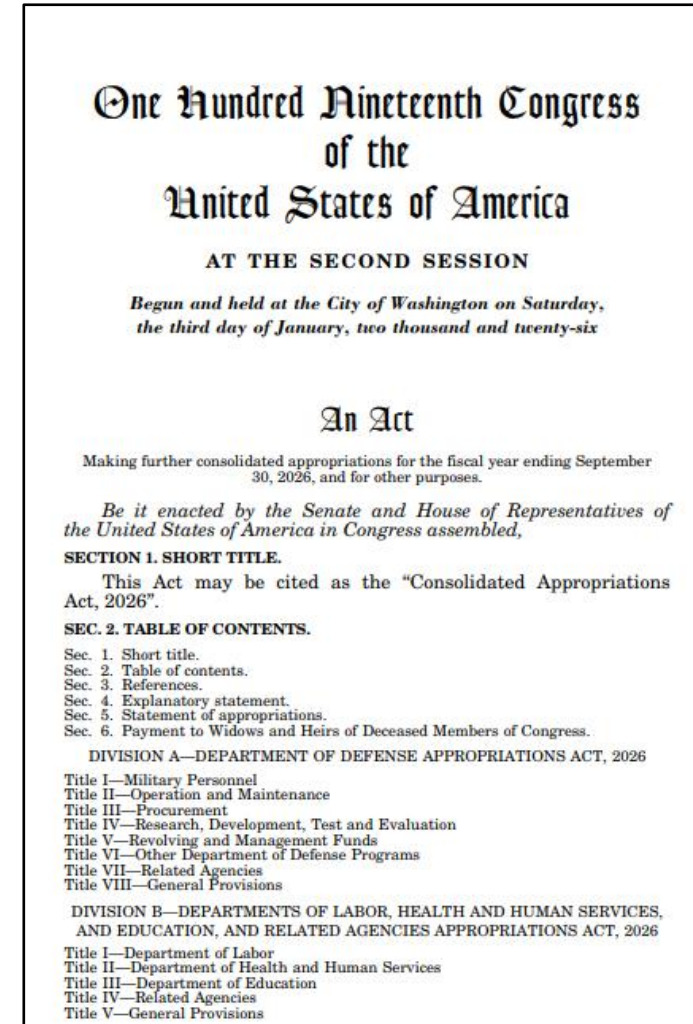 One Hundred Nineteenth Congress
of the
United States of America
AT THE SECOND SESSION
Begun and held at the City of Washington on Saturday,
the third day of January, two thousand and twenty-six
An Act
Making further consolidated appropriations for the fiscal year ending September
30, 2026, and for other purposes.
Be it enacted by the Senate and House of Representatives of
the United States of America in Congress assembled,
SECTION 1. SHORT TITLE.
This Act may be cited as the “Consolidated Appropriations
Act, 2026”.
SEC. 2. TABLE OF CONTENTS.
Sec. 1. Short title.
Sec. 2. Table of contents.
Sec. 3. References.
Sec. 4. Explanatory statement.
Sec. 5. Statement of appropriations.
Sec. 6. Payment to Widows and Heirs of Deceased Members of Congress.
DIVISION A—DEPARTMENT OF DEFENSE APPROPRIATIONS ACT, 2026
Title I—Military Personnel
Title II—Operation and Maintenance
Title III—Procurement
Title IV—Research, Development, Test and Evaluation
Title V—Revolving and Management Funds
Title VI—Other Department of Defense Programs
Title VII—Related Agencies
Title VIII—General Provisions
DIVISION B—DEPARTMENTS OF LABOR, HEALTH AND HUMAN SERVICES,
AND EDUCATION, AND RELATED AGENCIES APPROPRIATIONS ACT, 2026
Title I—Department of Labor
Title II—Department of Health and Human Services
Title III—Department of Education
Title IV—Related Agencies
Title V—General Provisions